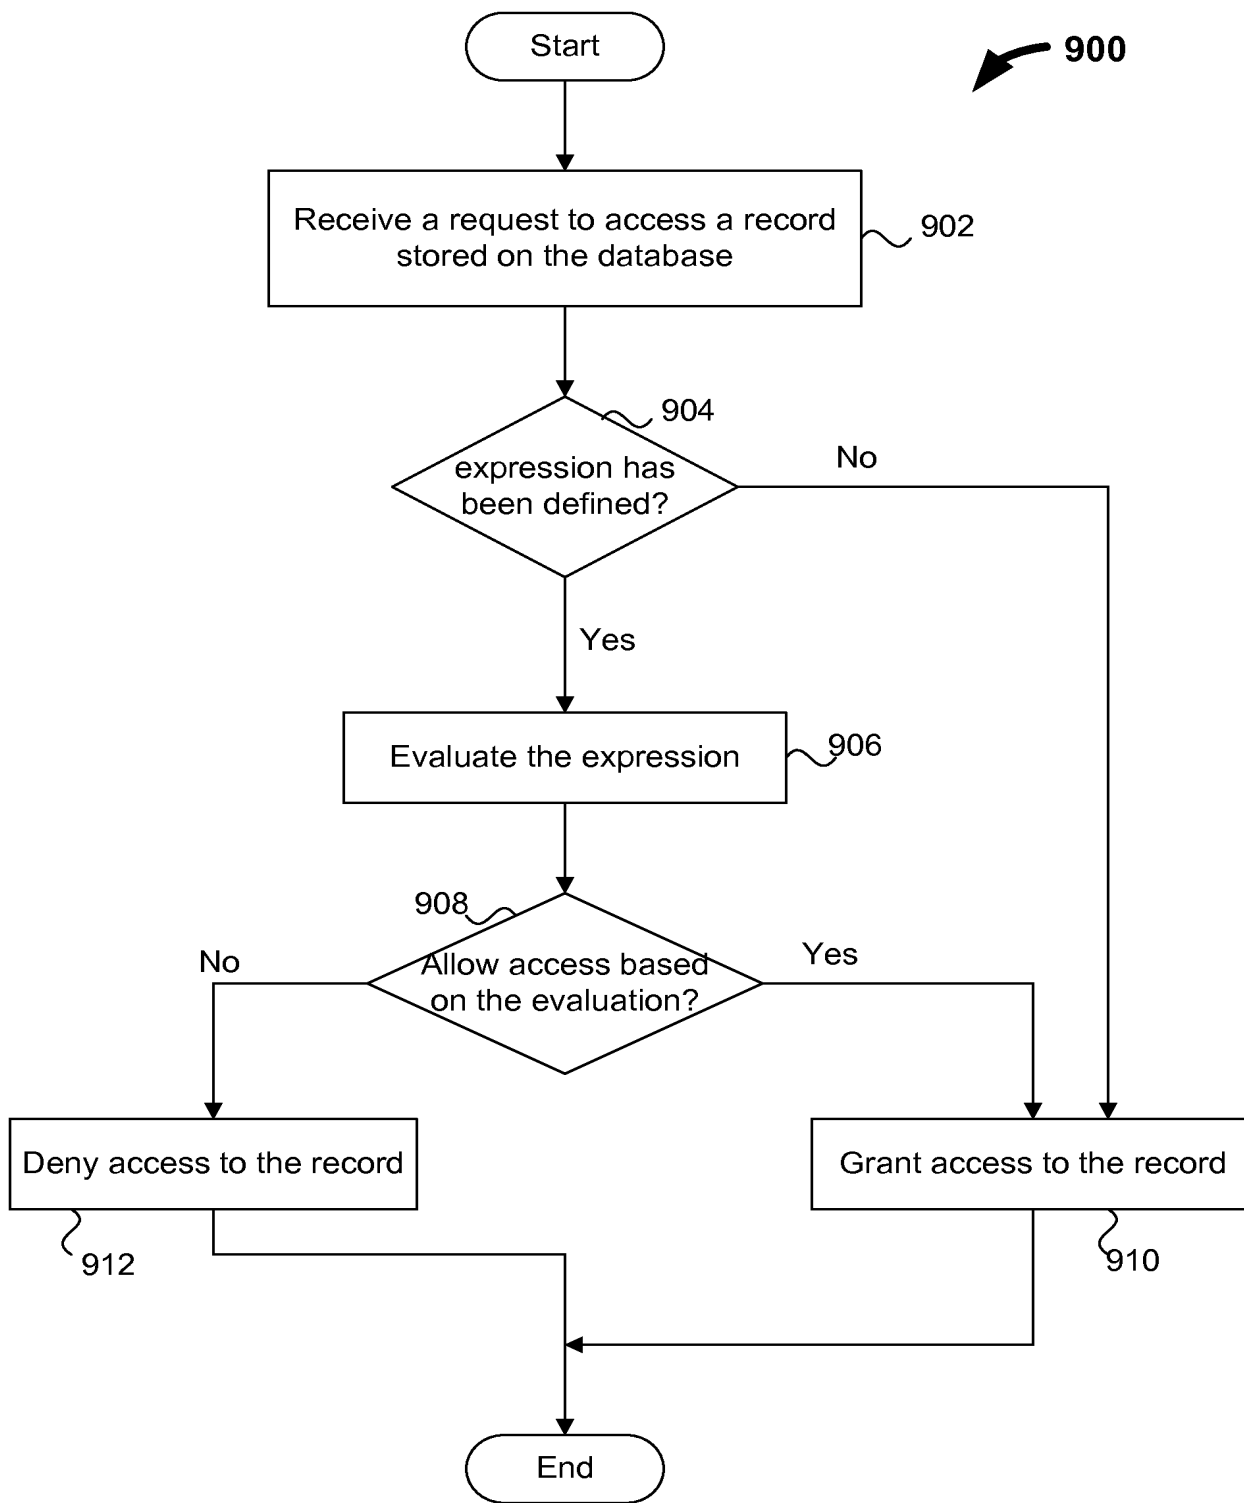 Start
900
Receive a request to access a record
stored on the database
902
904
expression has
been defined?
No
Yes
Evaluate the expression
906
908
No
Allow access based
on the evaluation?
Yes
Deny access to the record
Grant access to the record
912
910
End